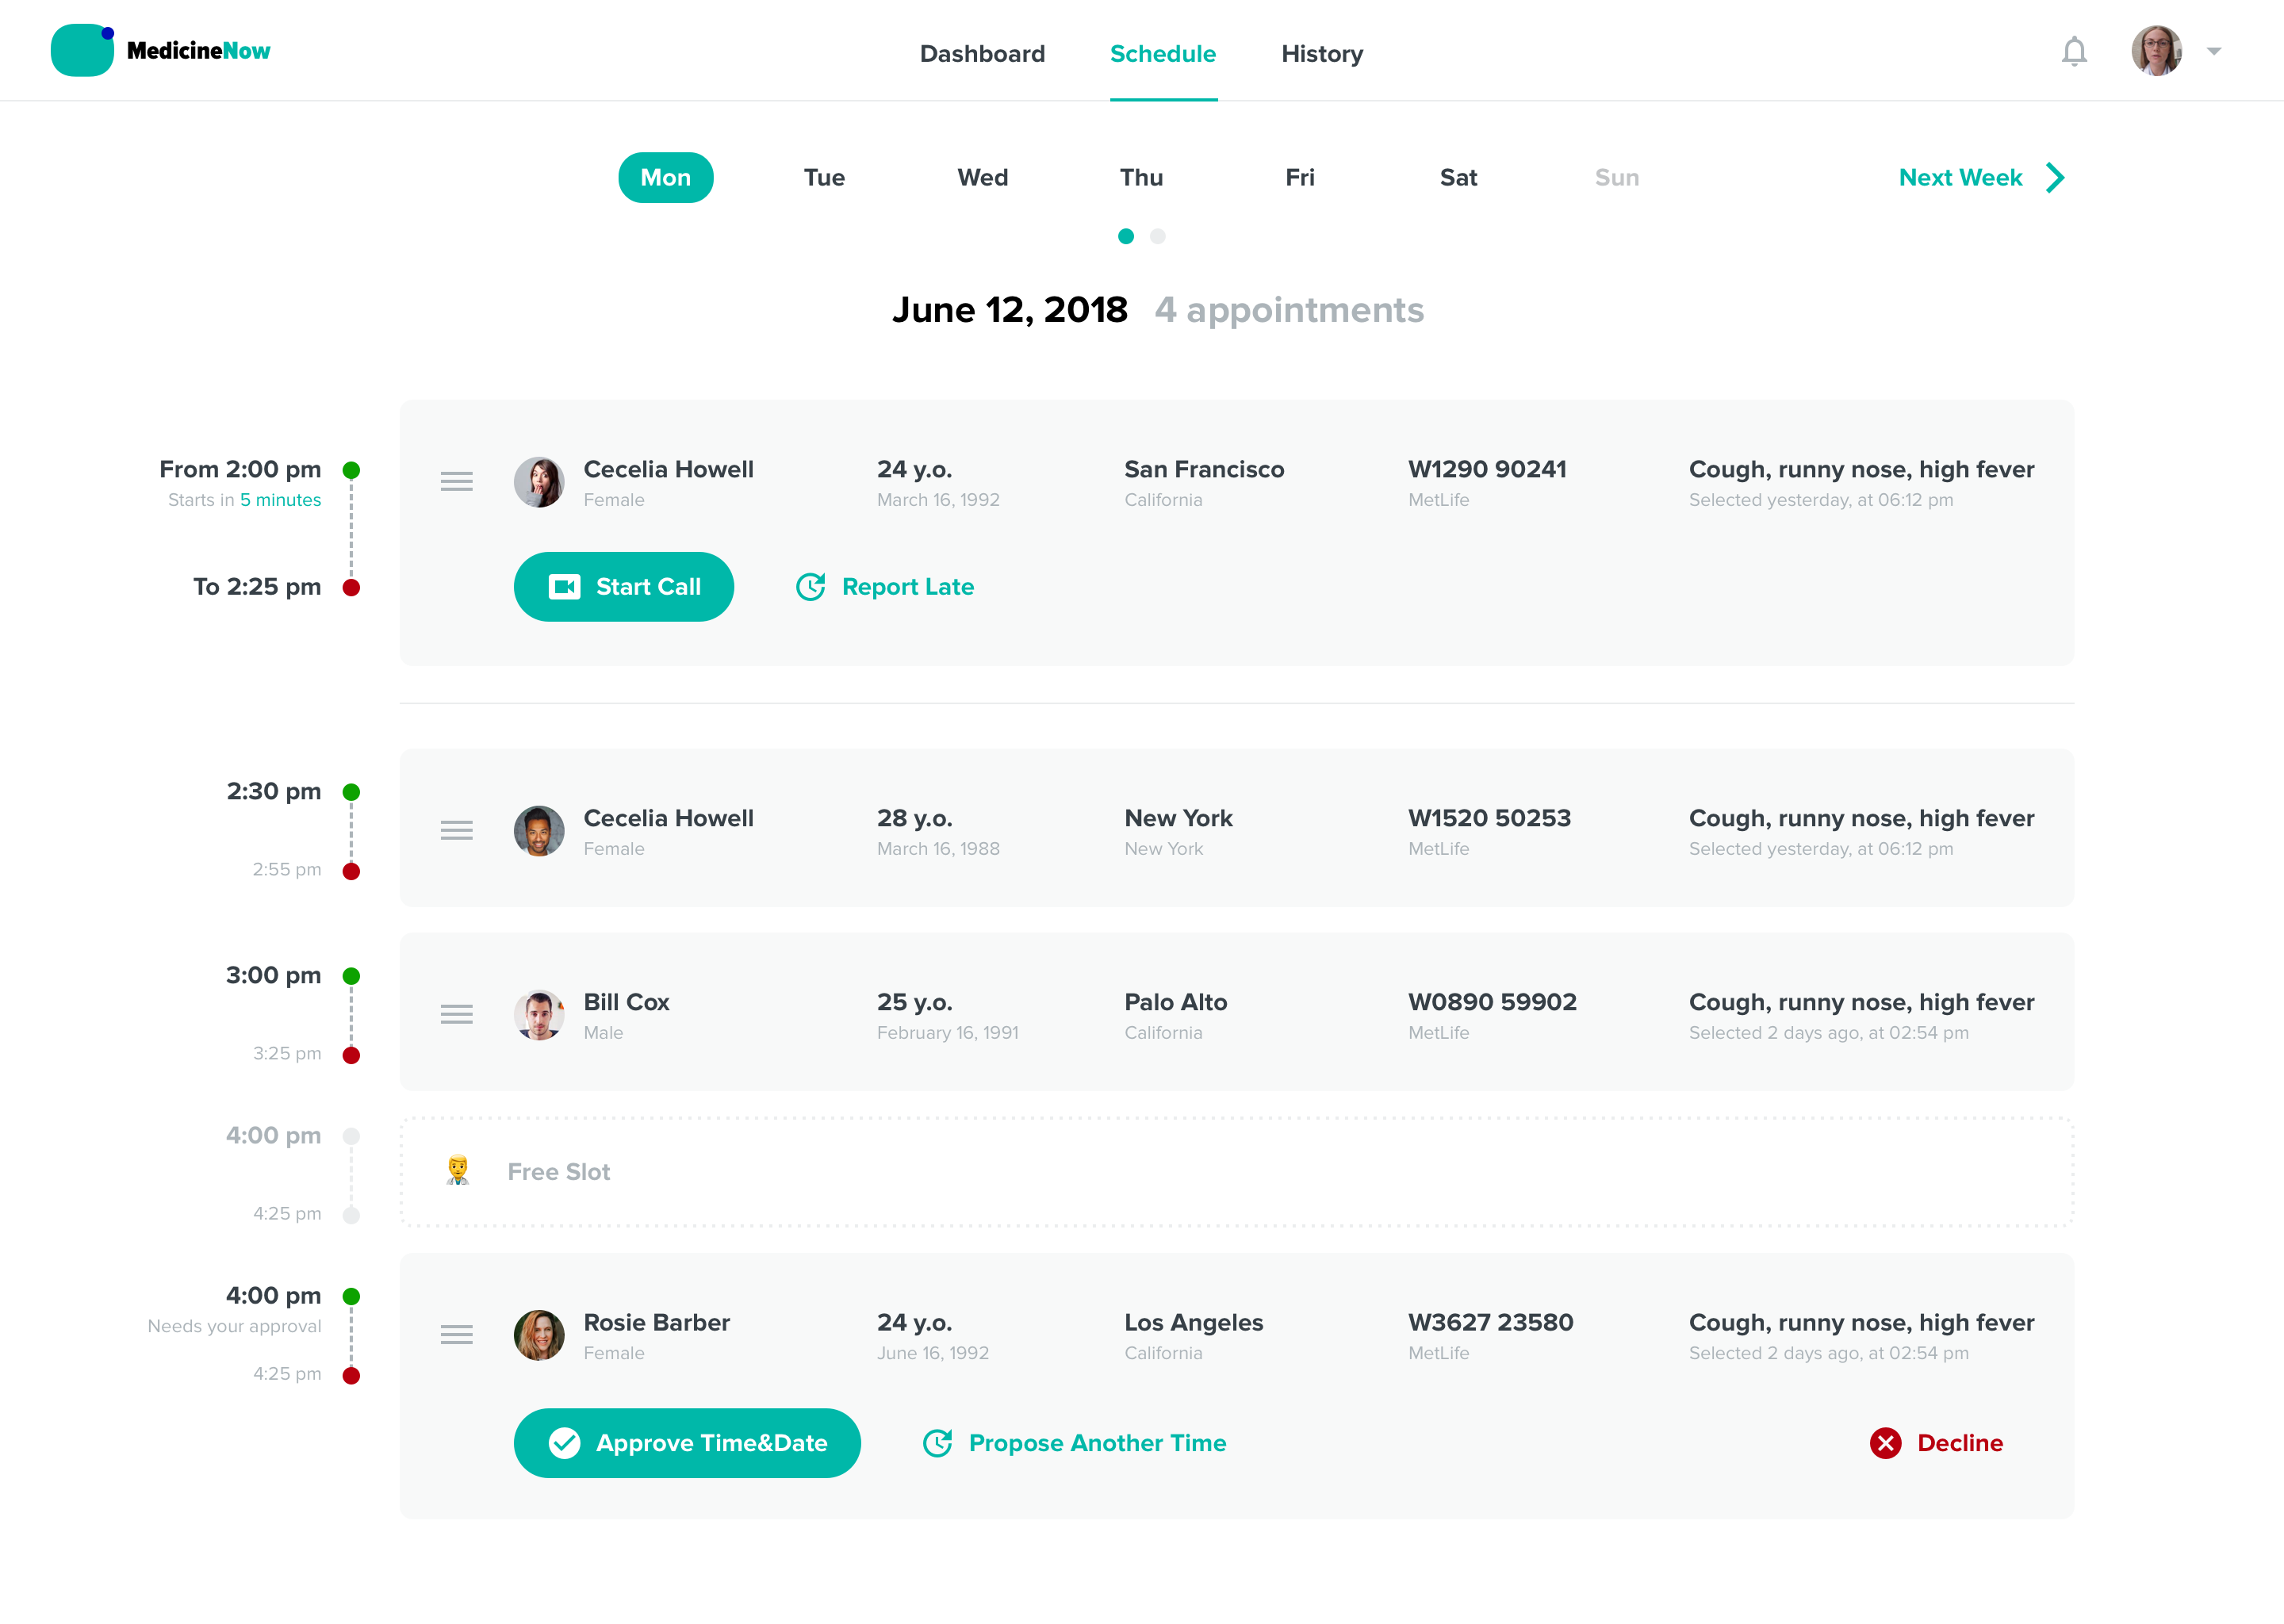 MedicineNow
Dashboard Schedule History
Mon Tue Wed Thu Fri Sat Sun Next Week
June 12, 2018 4 appointments
From 2:00 pm
Starts in 5 minutes
To 2:25 pm
Cecelia Howell 24 y.o. San Francisco W1290 90241 Cough, runny nose, high fever
Female March 16, 1992 California MetLife Selected yesterday, at 06:12 pm
Start Call Report Late
2:30 pm
2:55 pm
Cecelia Howell 28 y.o. New York W1520 50253 Cough, runny nose, high fever
Female March 16, 1988 New York MetLife Selected yesterday, at 06:12 pm
3:00 pm
3:25 pm
Bill Cox 25 y.o. Palo Alto W0890 59902 Cough, runny nose, high fever
Male February 16, 1991 California MetLife Selected 2 days ago, at 02:54 pm
4:00 pm
4:25 pm
Free Slot
4:00 pm
Needs your approval
4:25 pm
Rosie Barber 24 y.o. Los Angeles W3627 23580 Cough, runny nose, high fever
Female June 16, 1992 California MetLife Selected 2 days ago, at 02:54 pm
Approve Time&Date Propose Another Time Decline